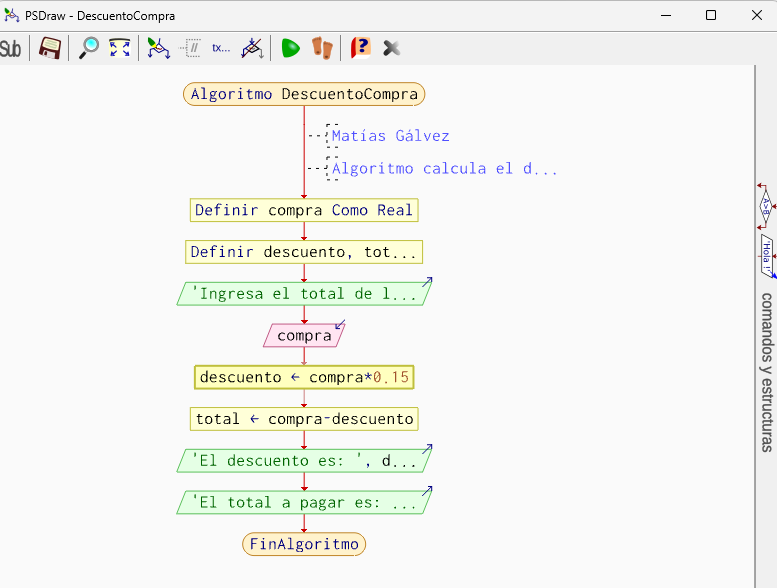 PSDraw - DescuentoCompra
Sub
tx...
Algoritmo DescuentoCompra
Matías Gálvez
Algoritmo calcula el d...
Definir compra Como Real
Definir descuento, tot...
'Ingresa el total de l...
compra
descuento ← compra*0.15
total ← compra-descuento
'El descuento es: ', d...
'El total a pagar es: ...
FinAlgoritmo
A>B
'Hola !'
comandos y estructuras